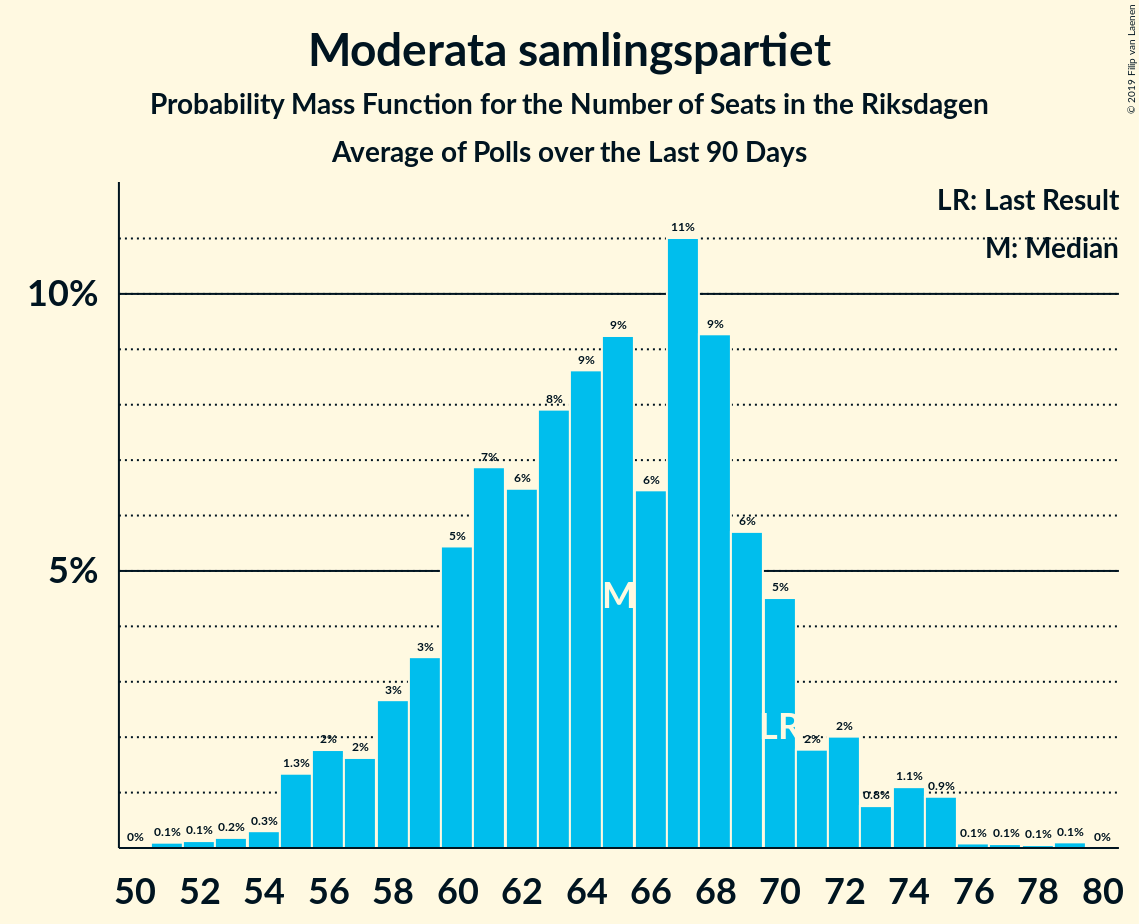 Moderata samlingspartiet
Probability Mass Function for the Number of Seats in the Riksdagen
Average of Polls over the Last 90 Days
© 2019 Filip van Laenen
LR: Last Result
M: Median
10%
5%
0% 0.1% 0.1% 0.2% 0.3% 1.3% 2% 2% 3% 3% 5% 7% 6% 8% 9% 9% 6% 11% 9% 6% 5% 2% 2% 0.8% 1.1% 0.9% 0.1% 0.1% 0.1% 0.1% 0%
M
LR
50 52 54 56 58 60 62 64 66 68 70 72 74 76 78 80